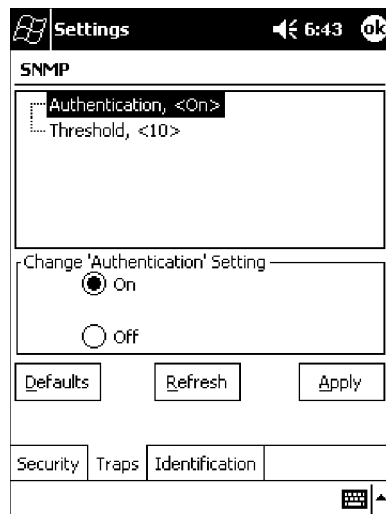 Settings 6:43 ok
SNMP
Authentication, <On>
Threshold, <10>
Change 'Authentication' Setting
On
Off
Defaults Refresh Apply
Security Traps Identification